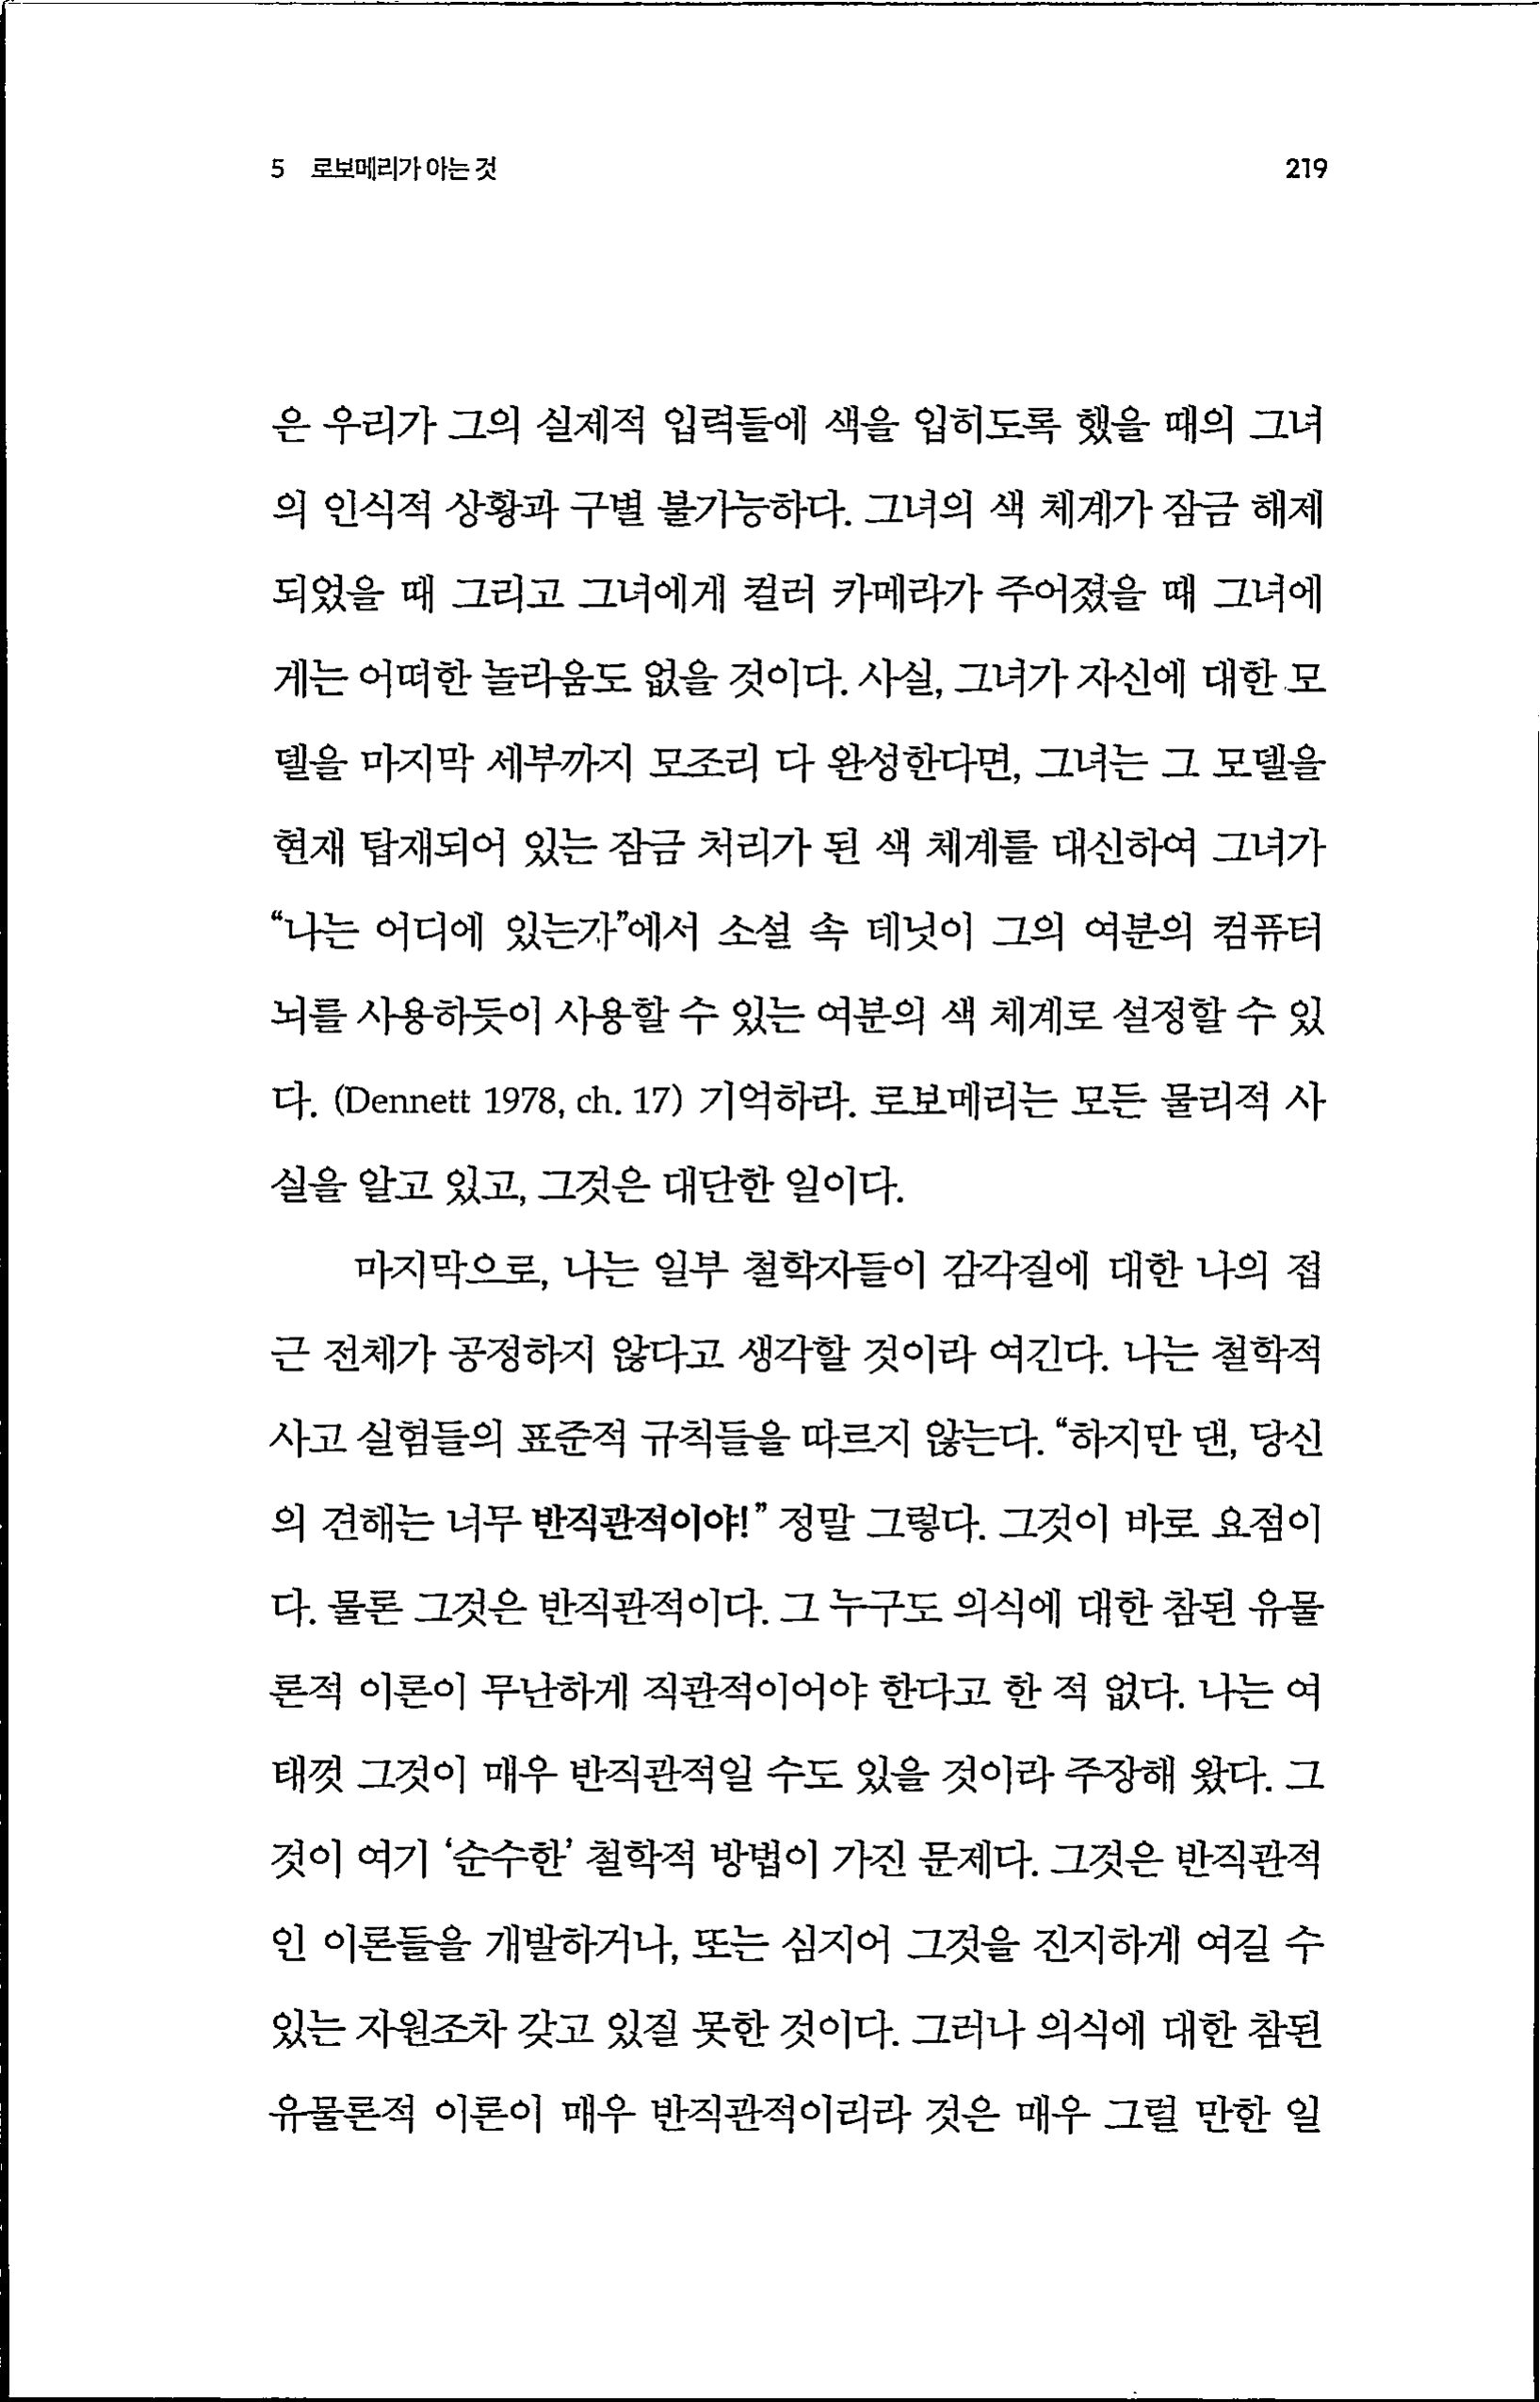 5 로보메리가 아는 것 219
은 우리가 그의 실제적 입력들에 색을 입히도록 했을 때의 그녀
의 인식적 상황과 구별 불가능하다. 그녀의 색 체계가 잠금 해제
되었을 때 그리고 그녀에게 컬러 카메라가 주어졌을 때 그녀에
게는 어떠한 놀라움도 없을 것이다. 사실, 그녀가 자신에 대한 모
델을 마지막 세부까지 모조리 다 완성한다면, 그녀는 그 모델을
현재 탑재되어 있는 잠금 처리가 된 색 체계를 대신하여 그녀가
“나는 어디에 있는가”에서 소설 속 데닛이 그의 여분의 컴퓨터
뇌를 사용하듯이 사용할 수 있는 여분의 색 체계로 설정할 수 있
다. (Dennett 1978, ch. 17) 기억하라. 로보메리는 모든 물리적 사
실을 알고 있고, 그것은 대단한 일이다.
마지막으로, 나는 일부 철학자들이 감각질에 대한 나의 접
근 전체가 공정하지 않다고 생각할 것이라 여긴다. 나는 철학적
사고 실험들의 표준적 규칙들을 따르지 않는다. “하지만 댄, 당신
의 견해는 너무 반직관적이야!” 정말 그렇다. 그것이 바로 요점이
다. 물론 그것은 반직관적이다. 그 누구도 의식에 대한 참된 유물
론적 이론이 무난하게 직관적이어야 한다고 한 적 없다. 나는 여
태껏 그것이 매우 반직관적일 수도 있을 것이라 주장해 왔다. 그
것이 여기 ‘순수한’ 철학적 방법이 가진 문제다. 그것은 반직관적
인 이론들을 개발하거나, 또는 심지어 그것을 진지하게 여길 수
있는 자원조차 갖고 있질 못한 것이다. 그러나 의식에 대한 참된
유물론적 이론이 매우 반직관적이리라 것은 매우 그럴 만한 일